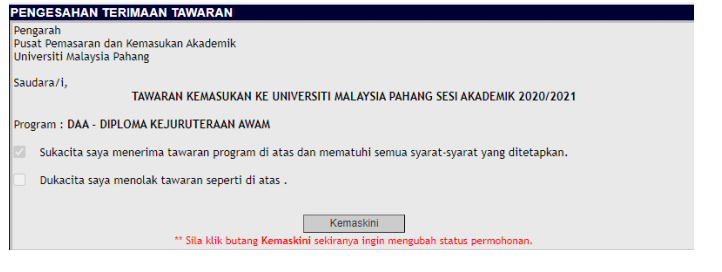 PENGESAHAN TERIMAAN TAWARAN
Pengarah
Pusat Pemasaran dan Kemasukan Akademik
Universiti Malaysia Pahang
Saudara/i,
TAWARAN KEMASUKAN KE UNIVERSITI MALAYSIA PAHANG SESI AKADEMIK 2020/2021
Program : DAA - DIPLOMA KEJURUTERAAN AWAM
Sukacita saya menerima tawaran program di atas dan mematuhi semua syarat-syarat yang ditetapkan.
Dukacita saya menolak tawaran seperti di atas .
Kemaskini
** Sila klik butang Kemaskini sekiranya ingin mengubah status permohonan.